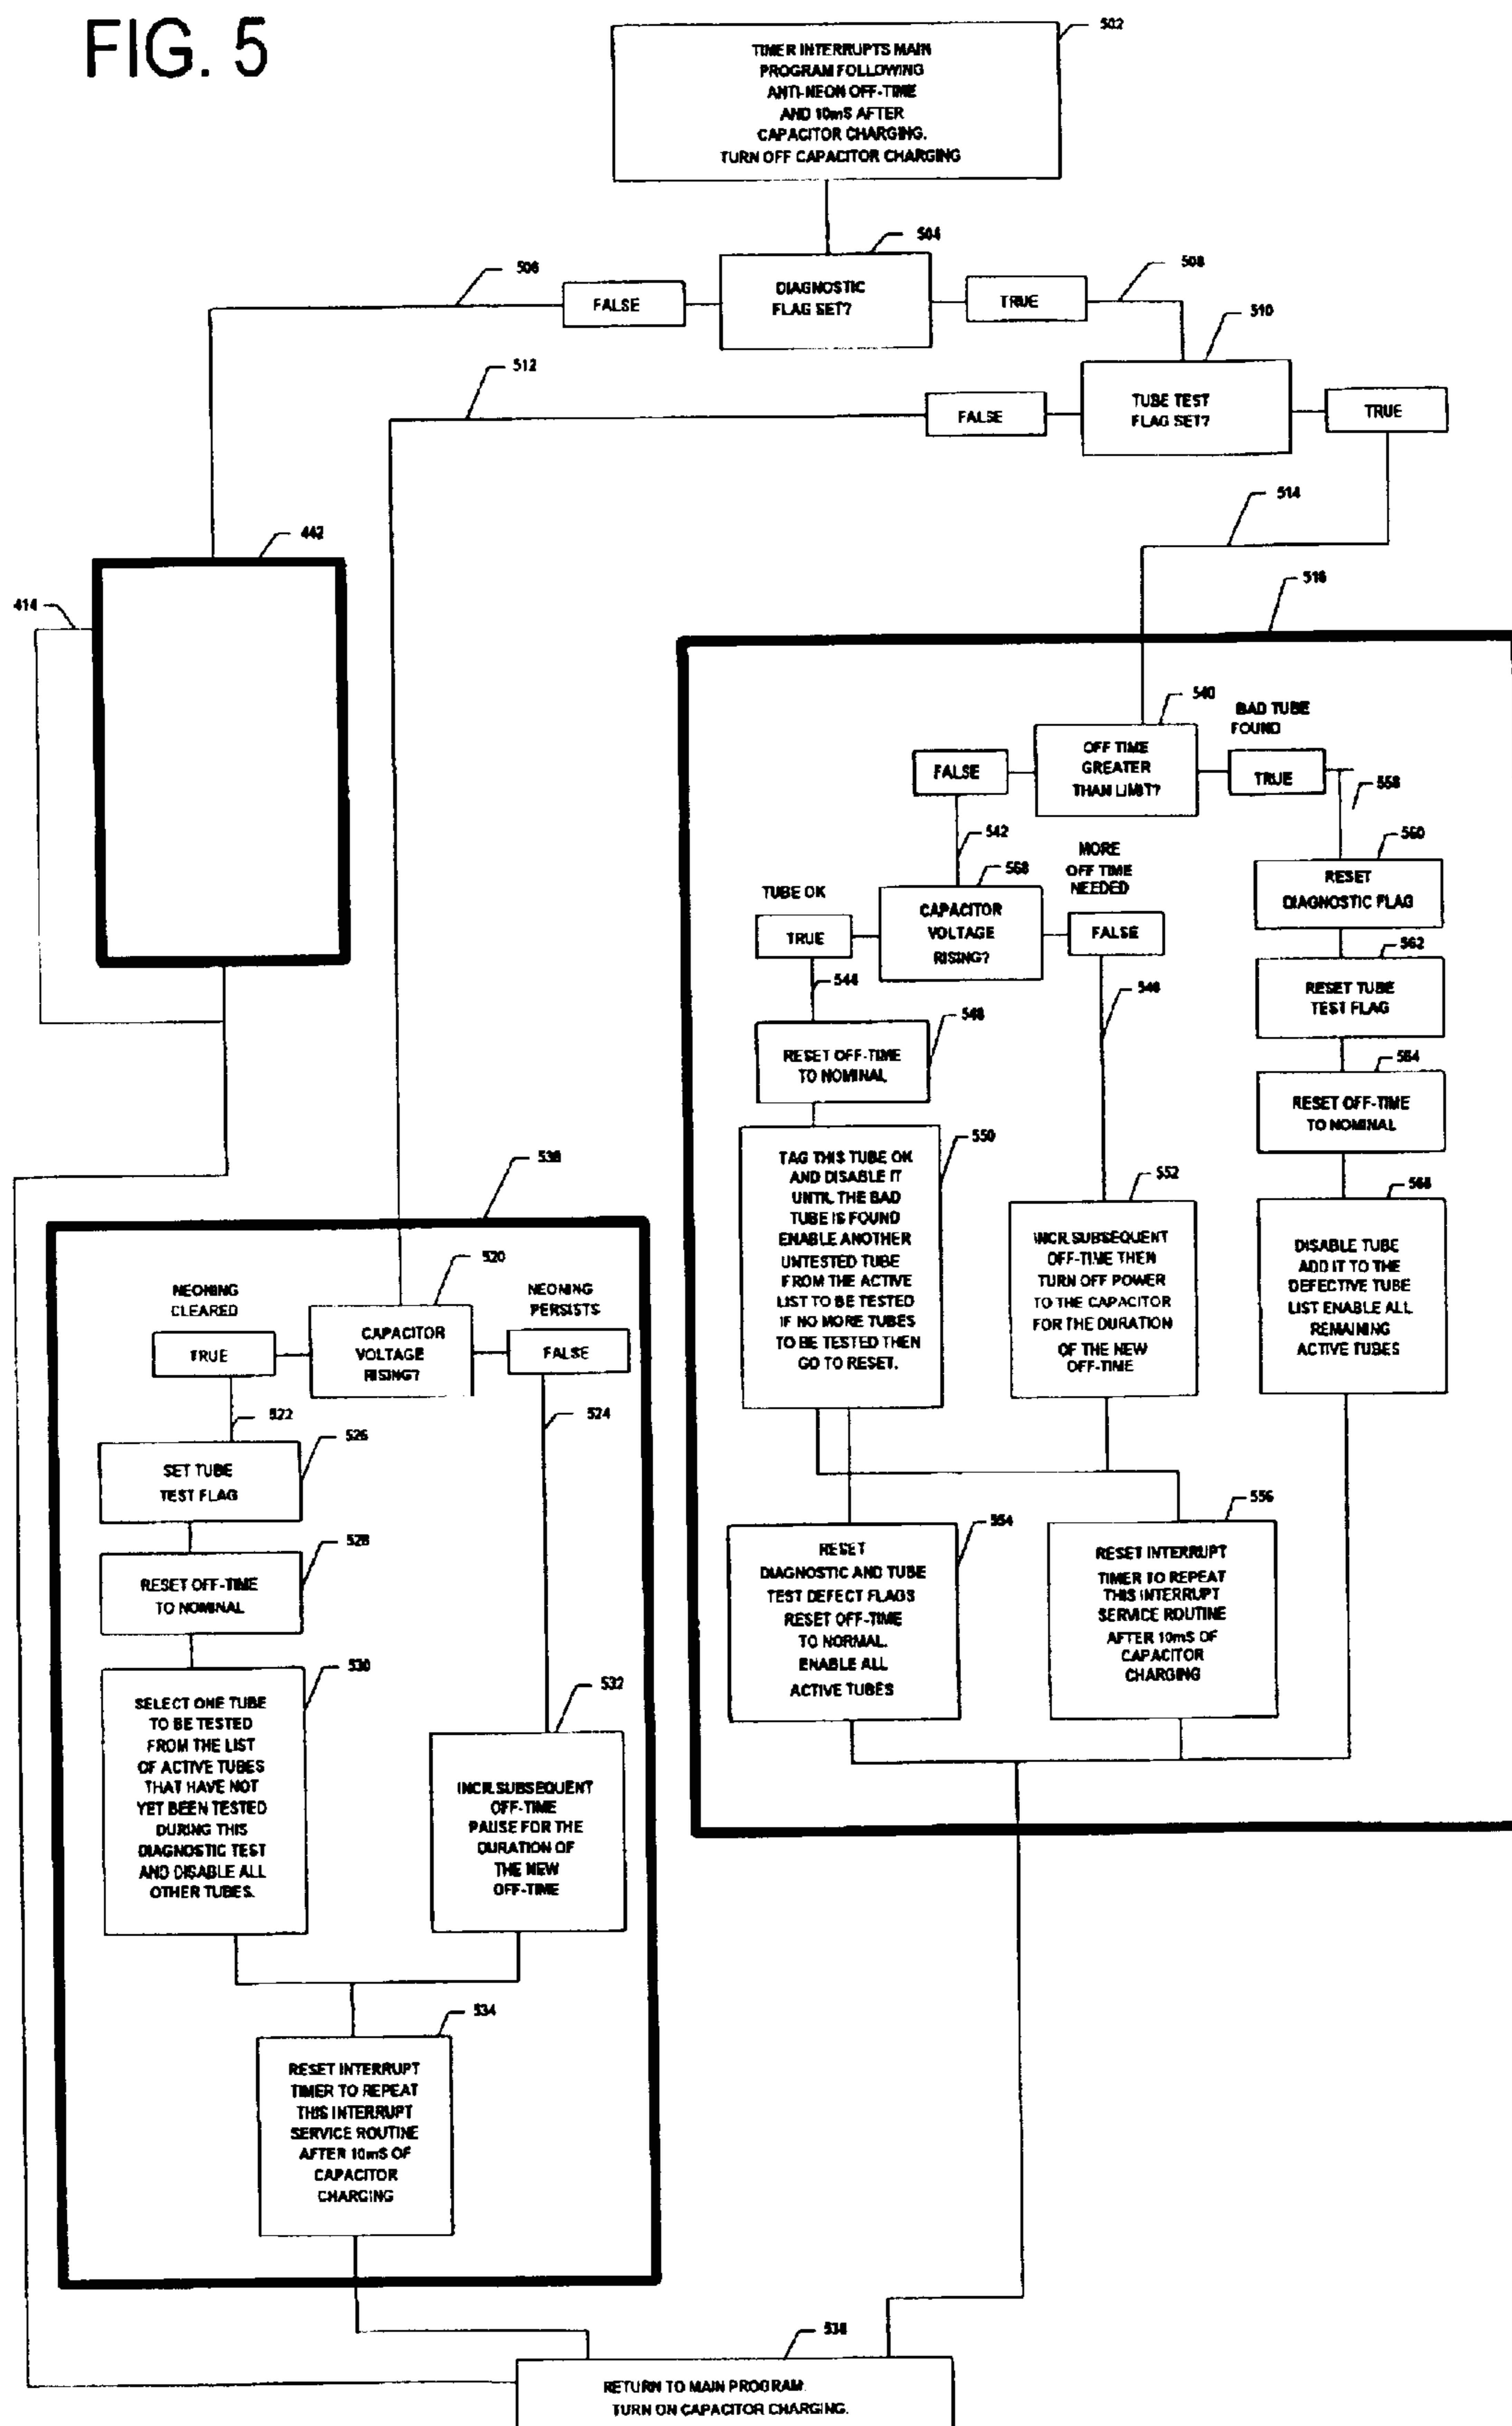 FIG. 5
502
TIMER INTERRUPTS MAIN
PROGRAM FOLLOWING
ANTI-NEON OFF-TIME
AND 10mS AFTER
CAPACITOR CHARGING.
TURN OFF CAPACITOR CHARGING
504
DIAGNOSTIC
FLAG SET?
506
FALSE
TRUE
508
510
TUBE TEST
FLAG SET?
512
FALSE
TRUE
514
442
414
516
540
OFF TIME
GREATER
THAN LIMIT?
BAD TUBE
FOUND
FALSE
TRUE
558
542
560
RESET
DIAGNOSTIC FLAG
MORE
OFF TIME
NEEDED
568
CAPACITOR
VOLTAGE
RISING?
TUBE OK
TRUE
FALSE
562
RESET TUBE
TEST FLAG
544
546
548
RESET OFF-TIME
TO NOMINAL
564
RESET OFF-TIME
TO NOMINAL
550
TAG THIS TUBE OK
AND DISABLE IT
UNTIL THE BAD
TUBE IS FOUND
ENABLE ANOTHER
UNTESTED TUBE
FROM THE ACTIVE
LIST TO BE TESTED
IF NO MORE TUBES
TO BE TESTED THEN
GO TO RESET.
552
INCR.SUBSEQUENT
OFF-TIME THEN
TURN OFF POWER
TO THE CAPACITOR
FOR THE DURATION
OF THE NEW
OFF-TIME
DISABLE TUBE
ADD IT TO THE
DEFECTIVE TUBE
LIST ENABLE ALL
REMAINING
ACTIVE TUBES
554
RESET
DIAGNOSTIC AND TUBE
TEST DEFECT FLAGS
RESET OFF-TIME
TO NORMAL.
ENABLE ALL
ACTIVE TUBES
556
RESET INTERRUPT
TIMER TO REPEAT
THIS INTERRUPT
SERVICE ROUTINE
AFTER 10mS OF
CAPACITOR
CHARGING
520
CAPACITOR
VOLTAGE
RISING?
NEONING
CLEARED
TRUE
NEONING
PERSISTS
FALSE
522
524
526
SET TUBE
TEST FLAG
528
RESET OFF-TIME
TO NOMINAL
530
SELECT ONE TUBE
TO BE TESTED
FROM THE LIST
OF ACTIVE TUBES
THAT HAVE NOT
YET BEEN TESTED
DURING THIS
DIAGNOSTIC TEST
AND DISABLE ALL
OTHER TUBES.
532
INCR.SUBSEQUENT
OFF-TIME
PAUSE FOR THE
DURATION OF
THE NEW
OFF-TIME
534
RESET INTERRUPT
TIMER TO REPEAT
THIS INTERRUPT
SERVICE ROUTINE
AFTER 10mS OF
CAPACITOR
CHARGING
RETURN TO MAIN PROGRAM.
TURN ON CAPACITOR CHARGING.